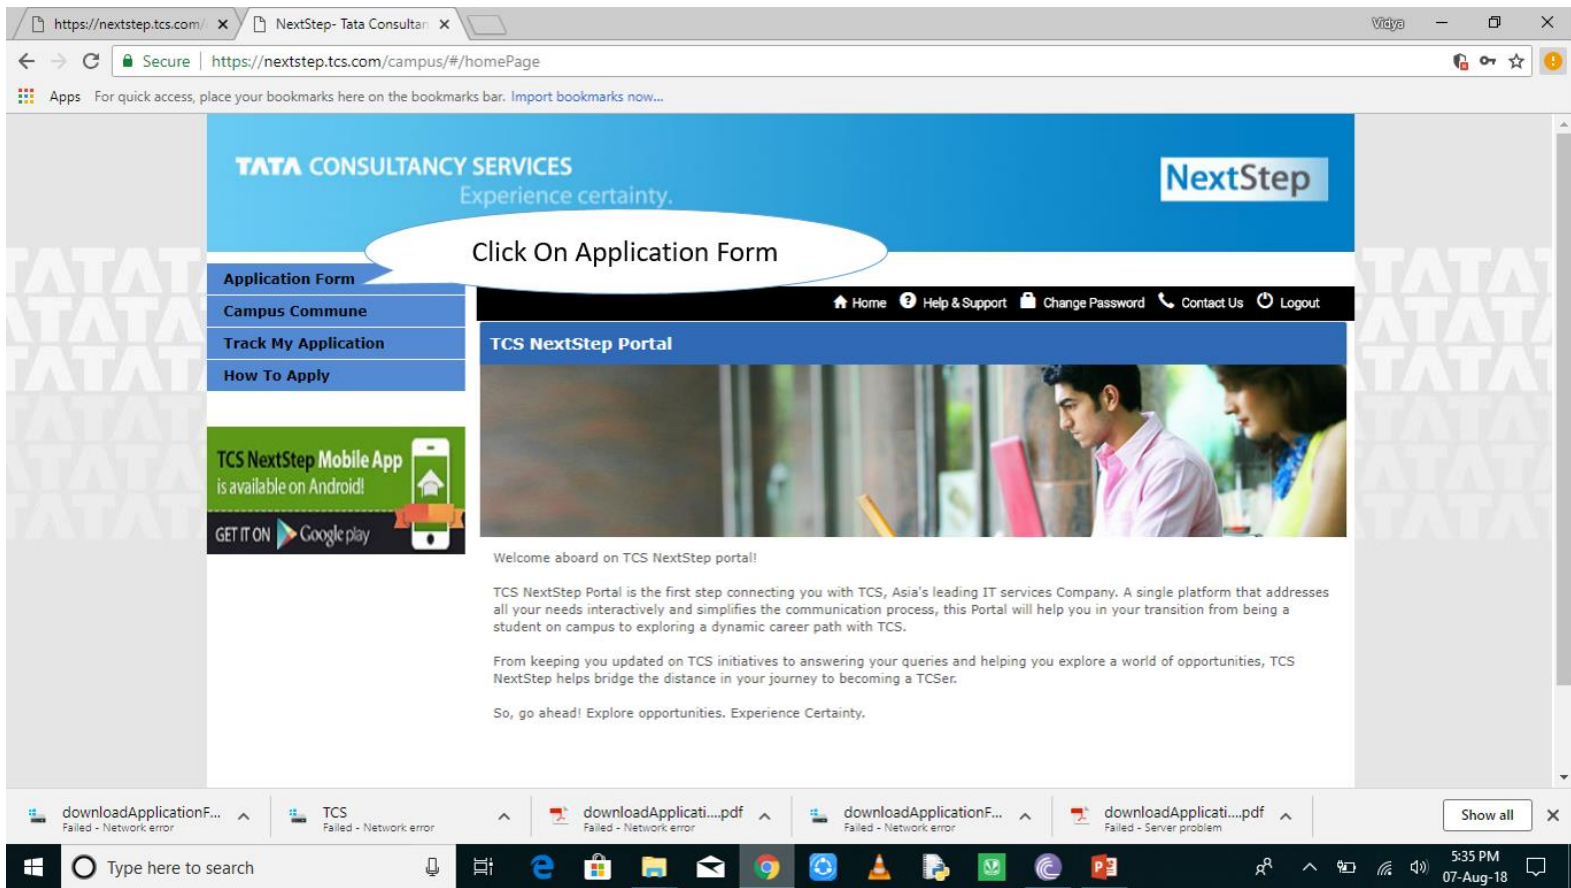 https://nextstep.tcs.com/
NextStep- Tata Consultan
Vidya
Secure
https://nextstep.tcs.com/campus/#/homePage
Apps
For quick access, place your bookmarks here on the bookmarks bar. Import bookmarks now...
TATA CONSULTANCY SERVICES
Experience certainty.
NextStep
Click On Application Form
Application Form
Campus Commune
Track My Application
How To Apply
Home
Help & Support
Change Password
Contact Us
Logout
TCS NextStep Portal
TCS NextStep Mobile App
is available on Android!
GET IT ON Google play
Welcome aboard on TCS NextStep portal!
TCS NextStep Portal is the first step connecting you with TCS, Asia's leading IT services Company. A single platform that addresses
all your needs interactively and simplifies the communication process, this Portal will help you in your transition from being a
student on campus to exploring a dynamic career path with TCS.
From keeping you updated on TCS initiatives to answering your queries and helping you explore a world of opportunities, TCS
NextStep helps bridge the distance in your journey to becoming a TCSer.
So, go ahead! Explore opportunities. Experience Certainty.
downloadApplicationF...
Failed - Network error
TCS
Failed - Network error
downloadApplicati....pdf
Failed - Network error
downloadApplicationF...
Failed - Network error
downloadApplicati....pdf
Failed - Server problem
Show all
Type here to search
5:35 PM
07-Aug-18